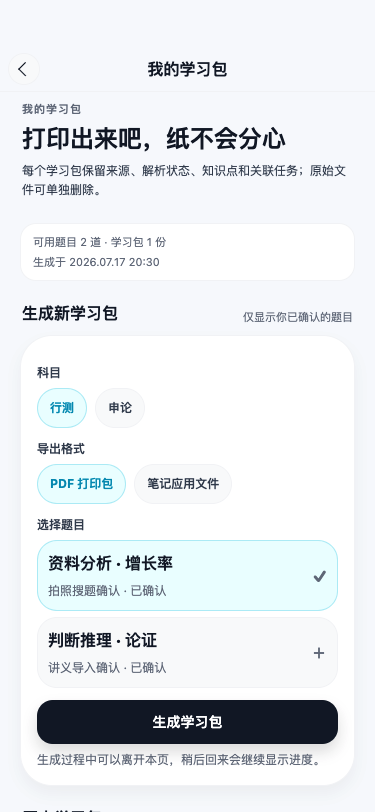 我的学习包
我的学习包
打印出来吧，纸不会分心
每个学习包保留来源、解析状态、知识点和关联任务；原始文
件可单独删除。
可用题目 2 道 · 学习包 1 份
生成于 2026.07.17 20:30
生成新学习包
仅显示你已确认的题目
科目
行测
申论
导出格式
PDF 打印包
笔记应用文件
选择题目
资料分析 · 增长率
拍照搜题确认 · 已确认
判断推理 · 论证
讲义导入确认 · 已确认
生成学习包
生成过程中可以离开本页，稍后回来会继续显示进度。